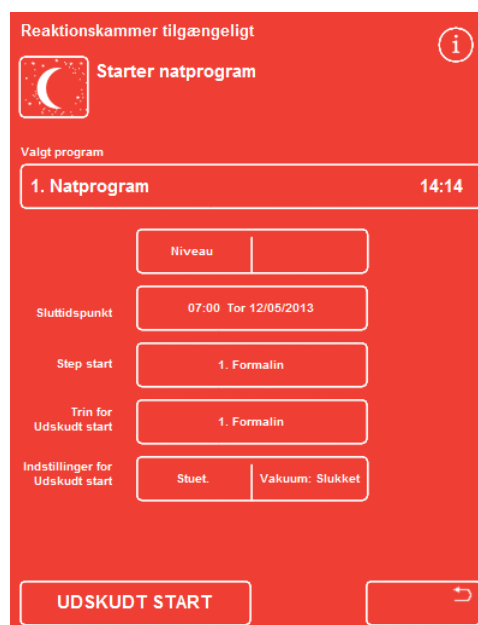 Reaktionskammer tilgængeligt
i
Starter natprogram
Valgt program
1. Natprogram 14:14
Niveau
Sluttidspunkt 07:00 Tor 12/05/2013
Step start 1. Formalin
Trin for
Udskudt start 1. Formalin
Indstillinger for
Udskudt start Stuet. Vakuum: Slukket
UDSKUDT START